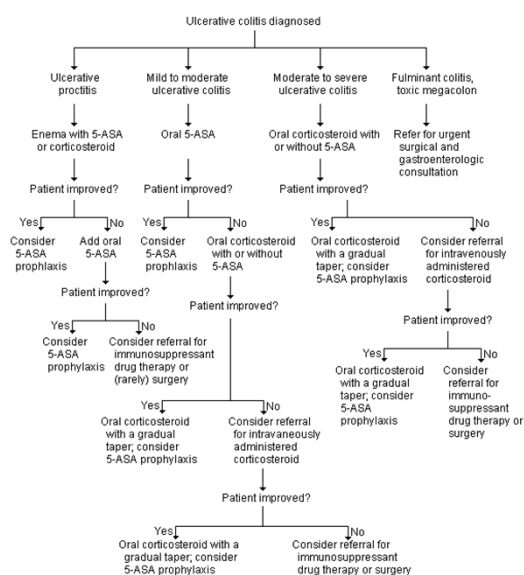 Ulcerative colitis diagnosed
Ulcerative
proctitis
Mild to moderate
ulcerative colitis
Moderate to severe
ulcerative colitis
Fulminant colitis,
toxic megacolon
Enema with 5-ASA
or corticosteroid
Oral 5-ASA
Oral corticosteroid with
or without 5-ASA
Refer for urgent
surgical and
gastroenterologic
consultation
Patient improved?
Patient improved?
Patient improved?
Yes
No
Yes
No
Yes
No
Consider
5-ASA
prophlaxis
Add oral
5-ASA
Consider
5-ASA
prophlaxis
Oral corticosteroid
with or without
5-ASA
Oral corticosteroid
with a gradual
taper; consider
5-ASA prophylaxis
Consider referral
for intravenously
administered
corticosteroid
Patient improved?
Patient improved?
Patient improved?
Yes
No
Consider
5-ASA
prophylaxis
Consider referral for
immunosuppressant
drug therapy or
(rarely) surgery
Yes
No
Oral corticosteroid
with a gradual
taper; consider
5-ASA
prophylaxis
Consider
referral for
immuno-
suppressant
drug therapy or
surgery
Yes
No
Oral corticosteroid
with a gradual
taper; consider
5-ASA prophylaxis
Consider referral
for intravaneously
administered
corticosteroid
Patient improved?
Yes
No
Oral corticosteroid with a
gradual taper; consider
5-ASA prophylaxis
Consider referral for
immunosuppressant
drug therapy or surgery